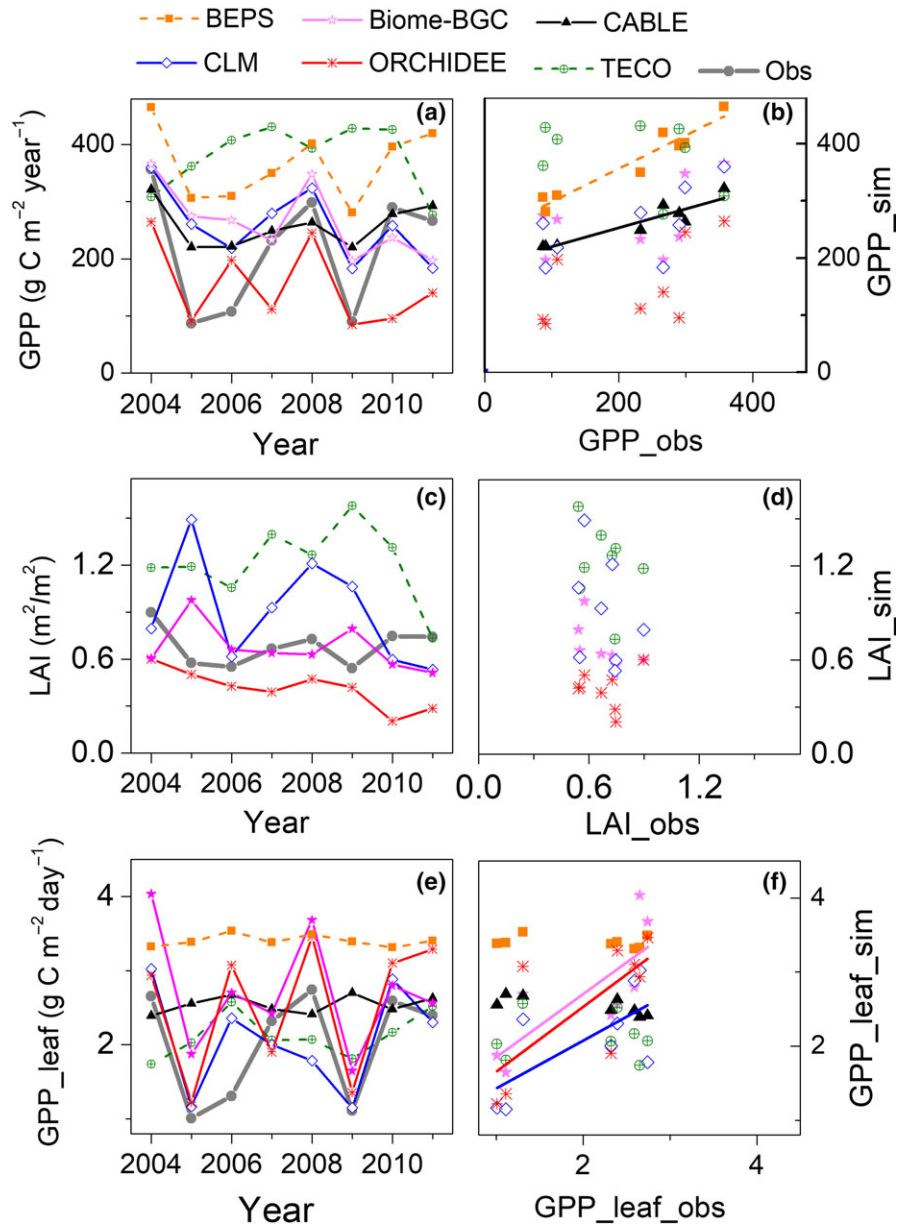 BEPS Biome-BGC CABLE
CLM ORCHIDEE TECO Obs
(a) (b)
400
200
0
GPP (g C m⁻² year⁻¹)
2004 2006 2008 2010
Year
400
200
0
GPP_sim
0 200 400
GPP_obs
(c) (d)
1.2
0.6
0.0
LAI (m²/m²)
2004 2006 2008 2010
Year
1.2
0.6
0.0
LAI_sim
0.0 0.6 1.2
LAI_obs
(e) (f)
4
2
GPP_leaf (g C m⁻² day⁻¹)
2004 2006 2008 2010
Year
4
2
GPP_leaf_sim
2 4
GPP_leaf_obs